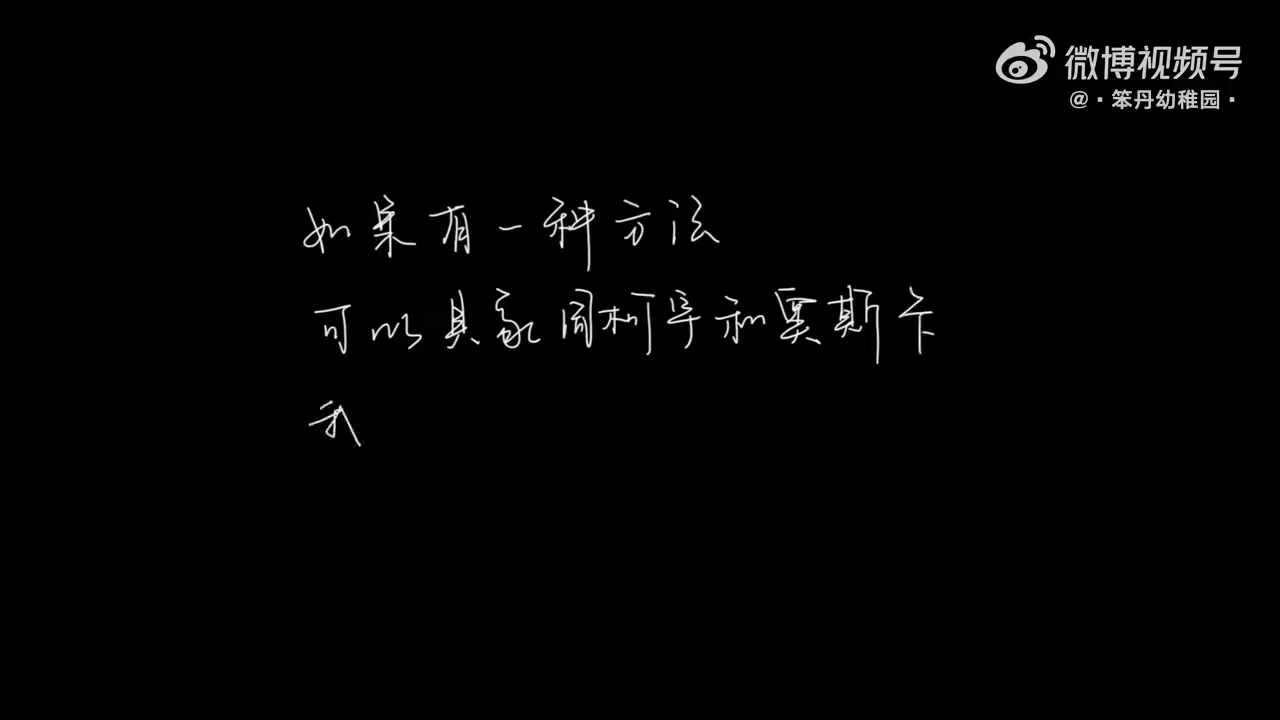 微博视频号
@·笨丹幼稚园·
如果有一种方法
可以具象周柯宇和奥斯卡
我